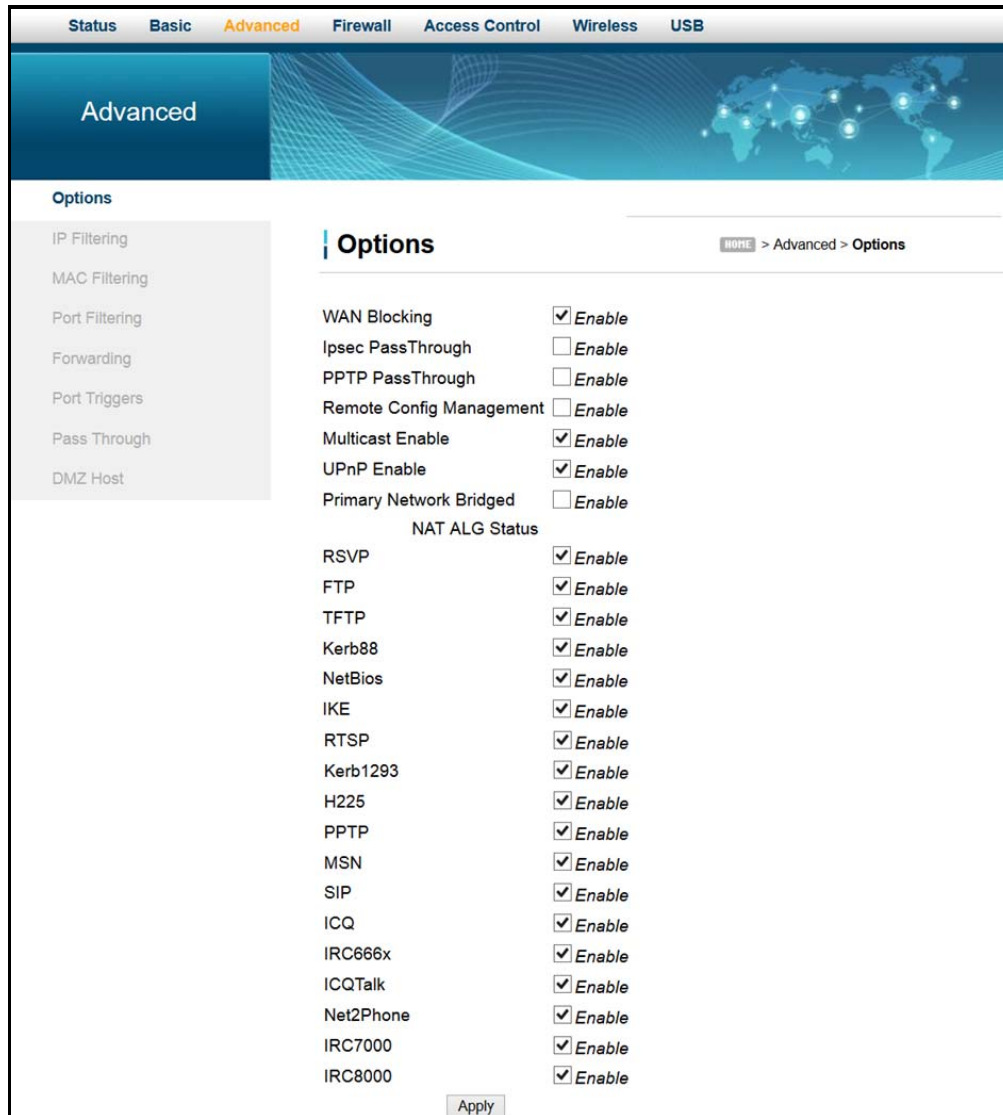 Status Basic Advanced Firewall Access Control Wireless USB
Advanced
Options
IP Filtering
MAC Filtering
Port Filtering
Forwarding
Port Triggers
Pass Through
DMZ Host
Options
HOME > Advanced > Options
WAN Blocking Enable
Ipsec PassThrough Enable
PPTP PassThrough Enable
Remote Config Management Enable
Multicast Enable Enable
UPnP Enable Enable
Primary Network Bridged Enable
NAT ALG Status
RSVP Enable
FTP Enable
TFTP Enable
Kerb88 Enable
NetBios Enable
IKE Enable
RTSP Enable
Kerb1293 Enable
H225 Enable
PPTP Enable
MSN Enable
SIP Enable
ICQ Enable
IRC666x Enable
ICQTalk Enable
Net2Phone Enable
IRC7000 Enable
IRC8000 Enable
Apply